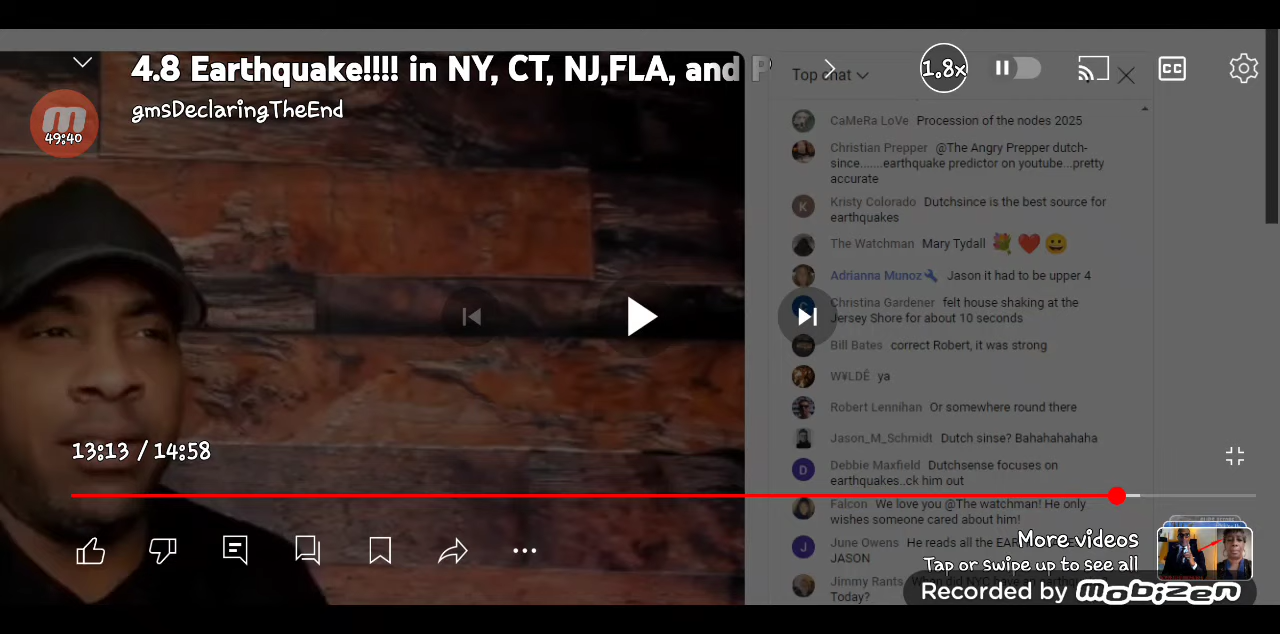 4.8 Earthquake!!!! in NY, CT, NJ,FLA, and P
gmsDeclaringTheEnd
49:40
1.8x
CC
Top chat
CaMeRa LoVe Procession of the nodes 2025
Christian Prepper @The Angry Prepper dutch-
since.......earthquake predictor on youtube...pretty
accurate
K
Kristy Colorado Dutchsince is the best source for
earthquakes
The Watchman Mary Tydall 💐 ❤️ 😀
Adrianna Munoz Jason it had to be upper 4
Christina Gardener felt house shaking at the
Jersey Shore for about 10 seconds
Bill Bates correct Robert, it was strong
W¥LDÊ ya
Robert Lennihan Or somewhere round there
Jason_M_Schmidt Dutch sinse? Bahahahahaha
D
Debbie Maxfield Dutchsense focuses on
earthquakes..ck him out
Falcon We love you @The watchman! He only
wishes someone cared about him!
J
June Owens He reads all the
JASON
Jimmy Rants When did NYC have an
Today?
13:13 / 14:58
More videos
Tap or swipe up to see all
Recorded by mobizen